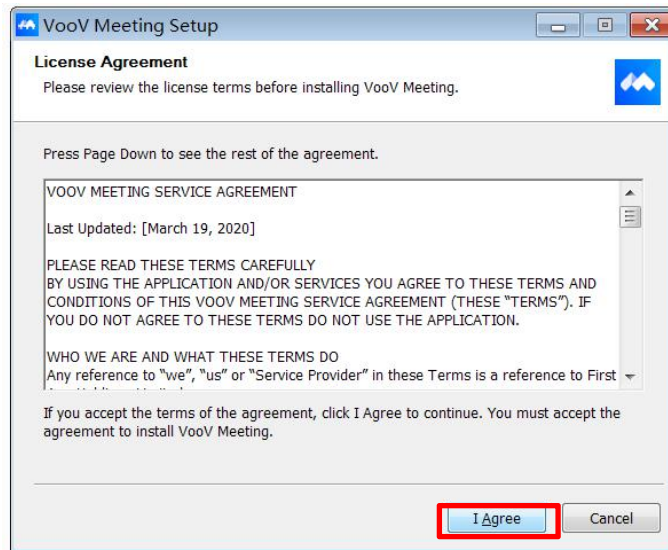 VooV Meeting Setup
License Agreement
Please review the license terms before installing VooV Meeting.
Press Page Down to see the rest of the agreement.
VOOV MEETING SERVICE AGREEMENT
Last Updated: [March 19, 2020]
PLEASE READ THESE TERMS CAREFULLY
BY USING THE APPLICATION AND/OR SERVICES YOU AGREE TO THESE TERMS AND
CONDITIONS OF THIS VOOV MEETING SERVICE AGREEMENT (THESE “TERMS”). IF
YOU DO NOT AGREE TO THESE TERMS DO NOT USE THE APPLICATION.
WHO WE ARE AND WHAT THESE TERMS DO
Any reference to “we”, “us” or “Service Provider” in these Terms is a reference to First
If you accept the terms of the agreement, click I Agree to continue. You must accept the
agreement to install VooV Meeting.
I Agree
Cancel